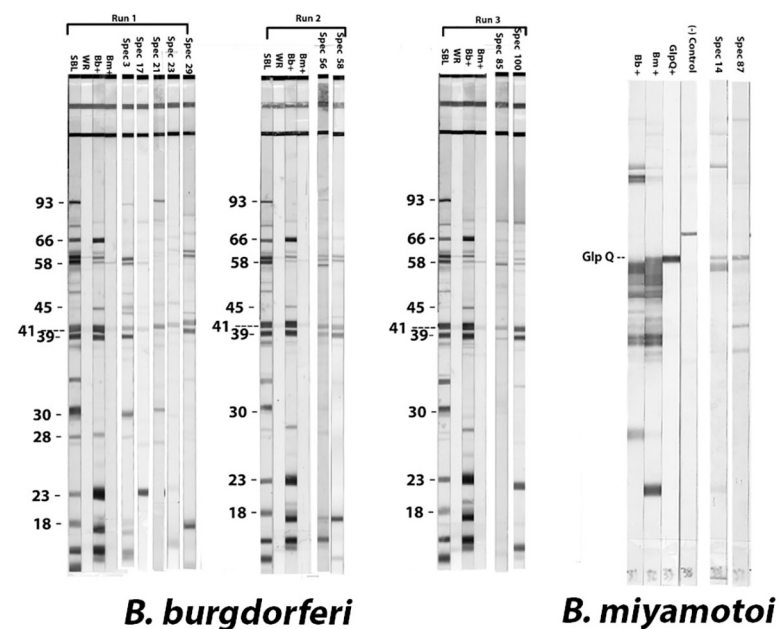 Run 1
Run 2
Run 3
SBL
WR
Bb+
Bm+
Spec 3
Spec 17
Spec 21
Spec 23
Spec 29
SBL
WR
Bb+
Bm+
Spec 56
Spec 58
SBL
WR
Bb+
Bm+
Spec 85
Spec 100
Bb +
Bm +
GlpQ+
(-) Control
Spec 14
Spec 87
93 -
66 -
58 -
45 -
41 ----
39-
30 -
28 -
23 -
18 -
93 -
66 -
58 -
45 -
41 ----
39-
30 -
23 -
18 -
93 -
66 -
58 -
45 -
41 ----
39-
30 -
23 -
18 -
Glp Q --
38
B. burgdorferi
B. miyamotoi